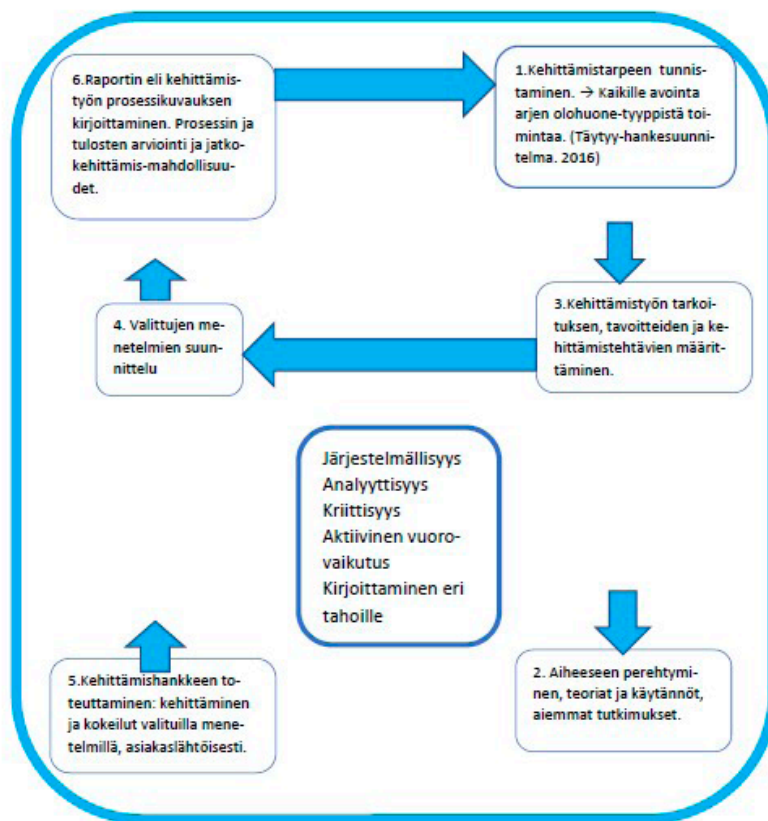 6.Raportin eli kehittämis-
työn prosessikuvauksen
kirjoittaminen. Prosessin ja
tulosten arviointi ja jatko-
kehittämis-mahdollisuu-
det.
1.Kehittämistarpeen tunnis-
taminen. → Kaikille avointa
arjen olohuone-tyyppistä toi-
mintaa. (Täytyy-hankesuunni-
telma. 2016)
4. Valittujen me-
netelmien suun-
nittelu
3.Kehittämistyön tarkoi-
tuksen, tavoitteiden ja ke-
hittämistehtävien määrit-
täminen.
Järjestelmällisyys
Analyyttisyys
Kriittisyys
Aktiivinen vuoro-
vaikutus
Kirjoittaminen eri
tahoille
5.Kehittämishankkeen to-
teuttaminen: kehittäminen
ja kokeilut valituilla mene-
telmillä, asiakaslähtöisesti.
2. Aiheeseen perehtymi-
nen, teoriat ja käytännöt,
aiemmat tutkimukset.